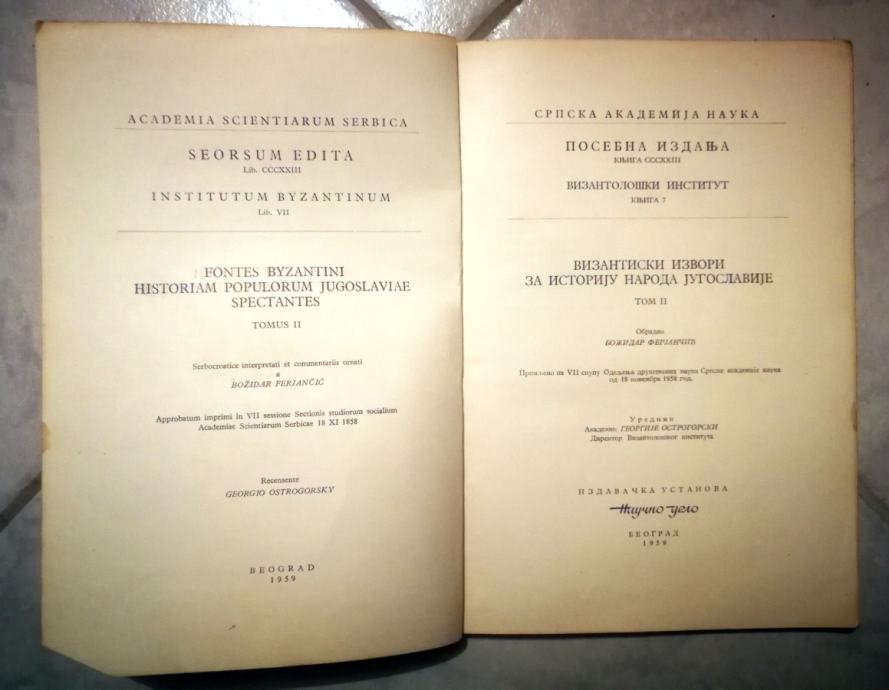 ACADEMIA SCIENTIARUM SERBICA
SEORSUM EDITA
Lib. CCCXXIII
INSTITUTUM BYZANTINUM
Lib. VII
FONTES BYZANTINI
HISTORIAM POPULORUM JUGOSLAVIAE
SPECTANTES
TOMUS II
Serbocroatice interpretati et commentariis ornati
a
BOŽIDAR FERJANČIĆ
Approbatum imprimi in VII sessione Sectionis studiorum socialium
Academiae Scientiarum Serbicae 18 XI 1858
Recensente
GEORGIO OSTROGORSKY
BEOGRAD
1959
СРПСКА АКАДЕМИЈА НАУКА
ПОСЕБНА ИЗДАЊА
КЊИГА CCCXXIII
ВИЗАНТОЛОШКИ ИНСТИТУТ
КЊИГА 7
ВИЗАНТИСКИ ИЗВОРИ
ЗА ИСТОРИЈУ НАРОДА ЈУГОСЛАВИЈЕ
ТОМ II
Обрадио
БОЖИДАР ФЕРЈАНЧИЋ
Примљено на VII скупу Одељења друштвених наука Српске академије наука
од 18 новембра 1958 год.
Уредник
Академик ГЕОРГИЈЕ ОСТРОГОРСКИ
Директор Византолошког института
ИЗДАВАЧКА УСТАНОВА
Научно дело
БЕОГРАД
1959